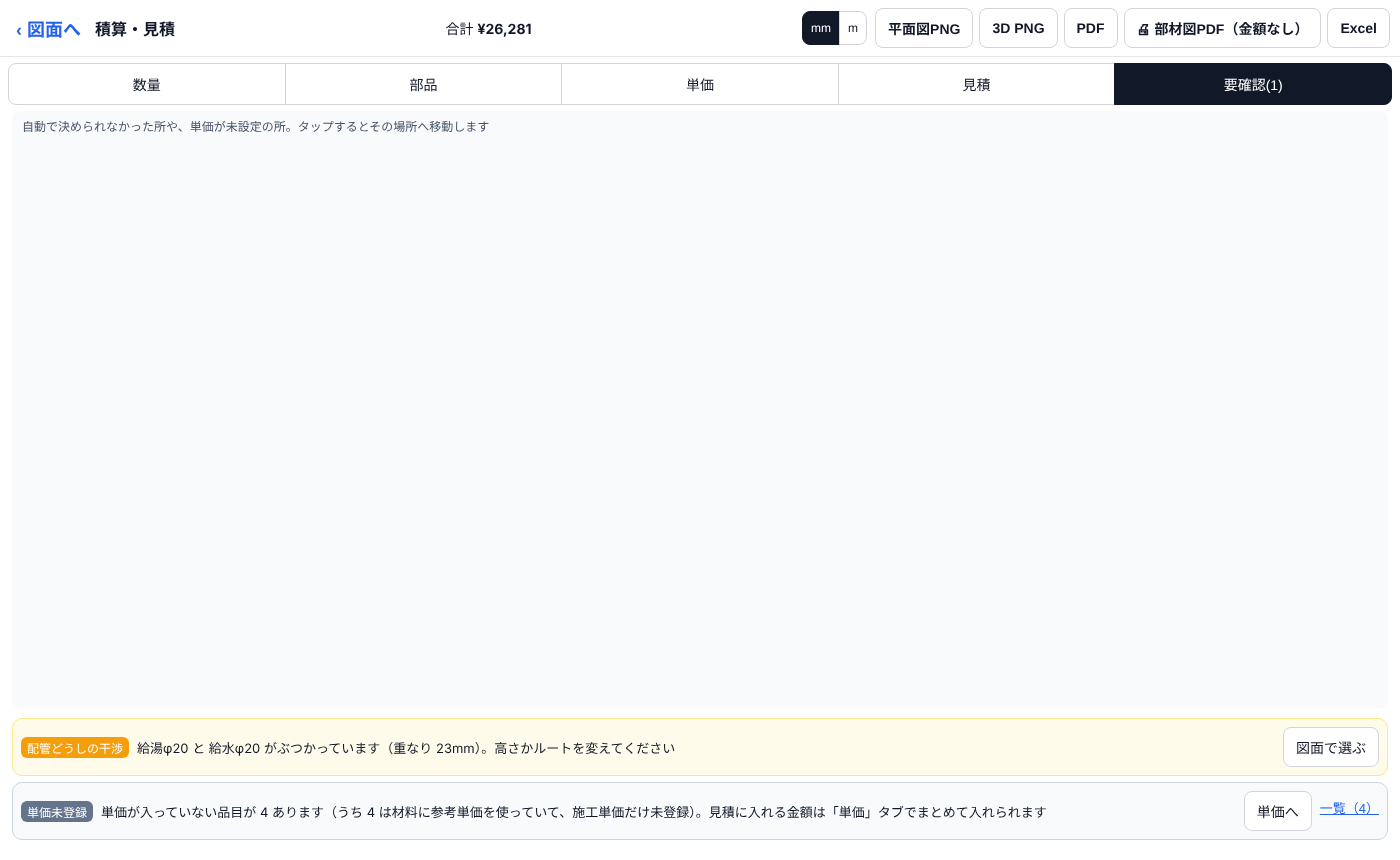 ‹ 図面へ 積算・見積 合計 ¥26,281 mm m 平面図PNG 3D PNG PDF 🖨 部材図PDF（金額なし） Excel
数量 部品 単価 見積 要確認(1)
自動で決められなかった所や、単価が未設定の所。タップするとその場所へ移動します
配管どうしの干渉 給湯φ20 と 給水φ20 がぶつかっています（重なり 23mm）。高さかルートを変えてください 図面で選ぶ
単価未登録 単価が入っていない品目が 4 あります（うち 4 は材料に参考単価を使っていて、施工単価だけ未登録）。見積に入れる金額は「単価」タブでまとめて入れられます 単価へ 一覧（4）